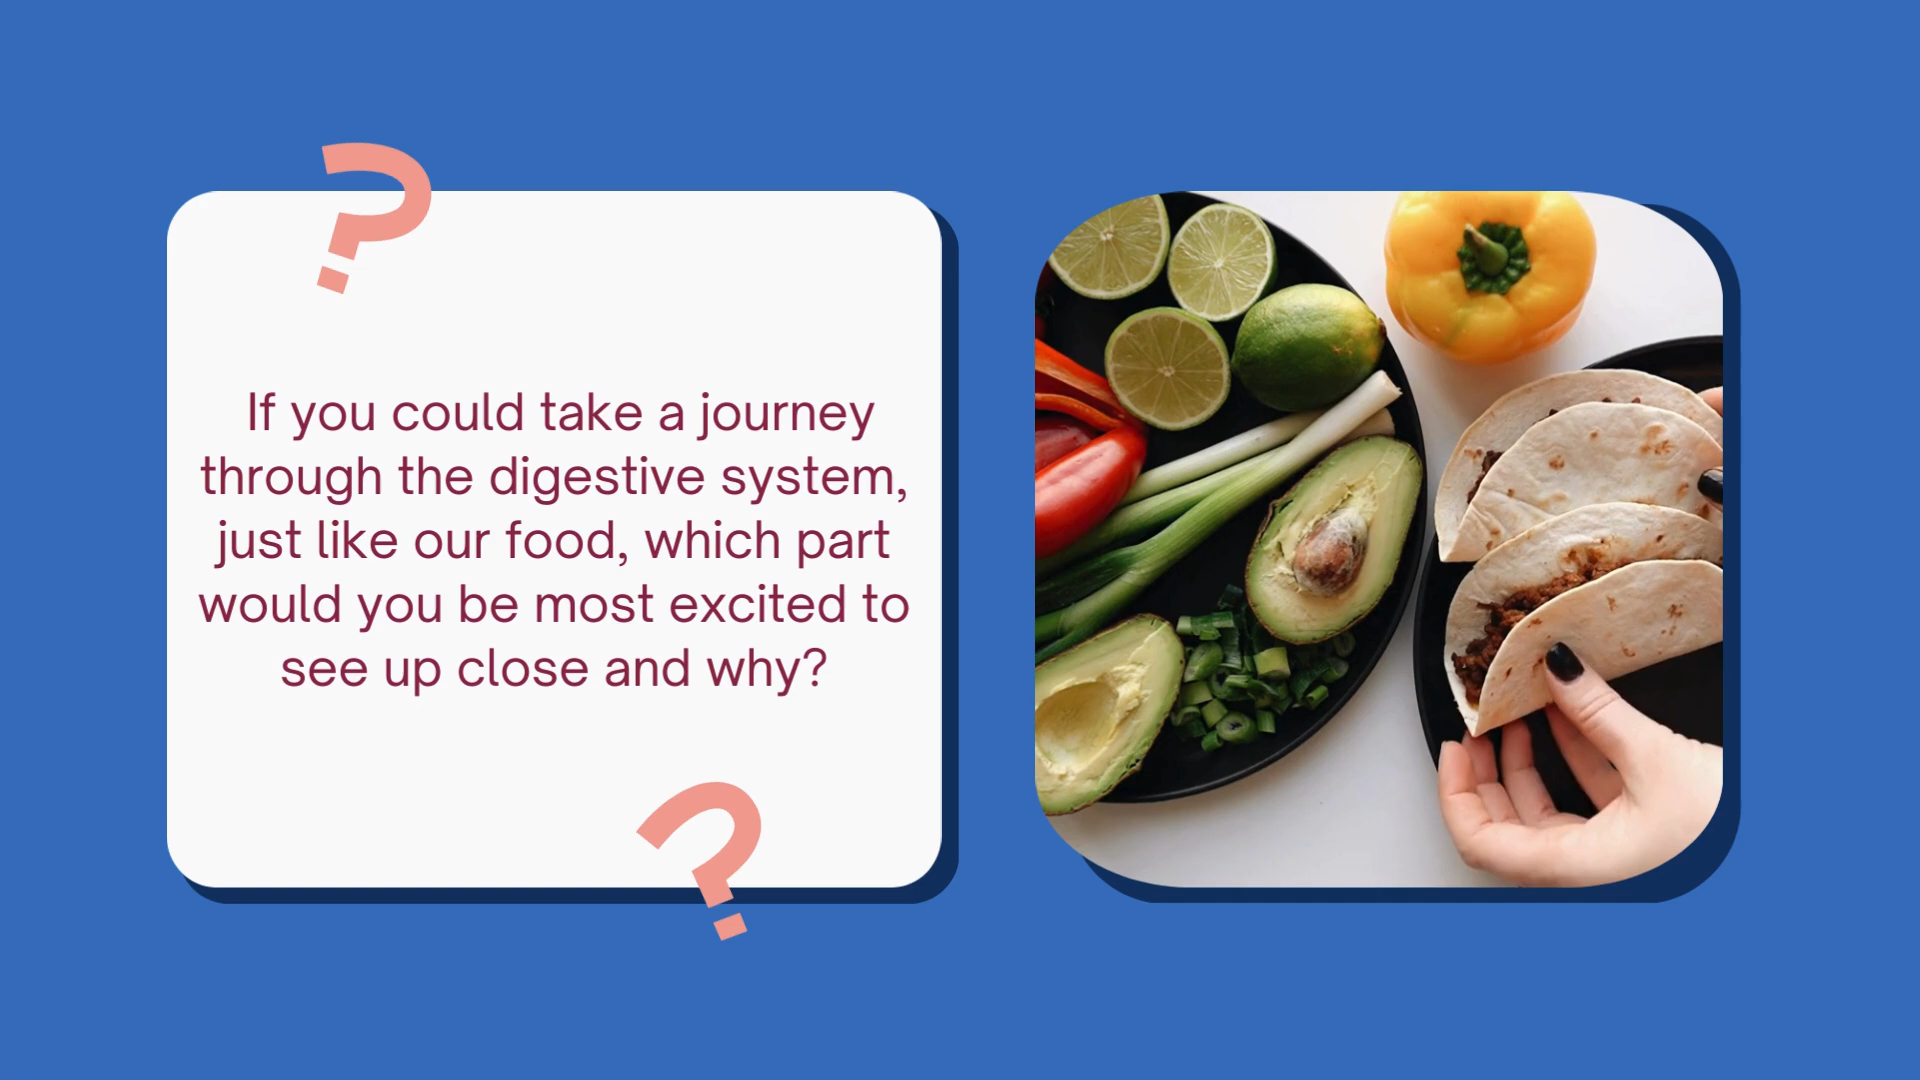 ?
If you could take a journey
through the digestive system,
just like our food, which part
would you be most excited to
see up close and why?
?